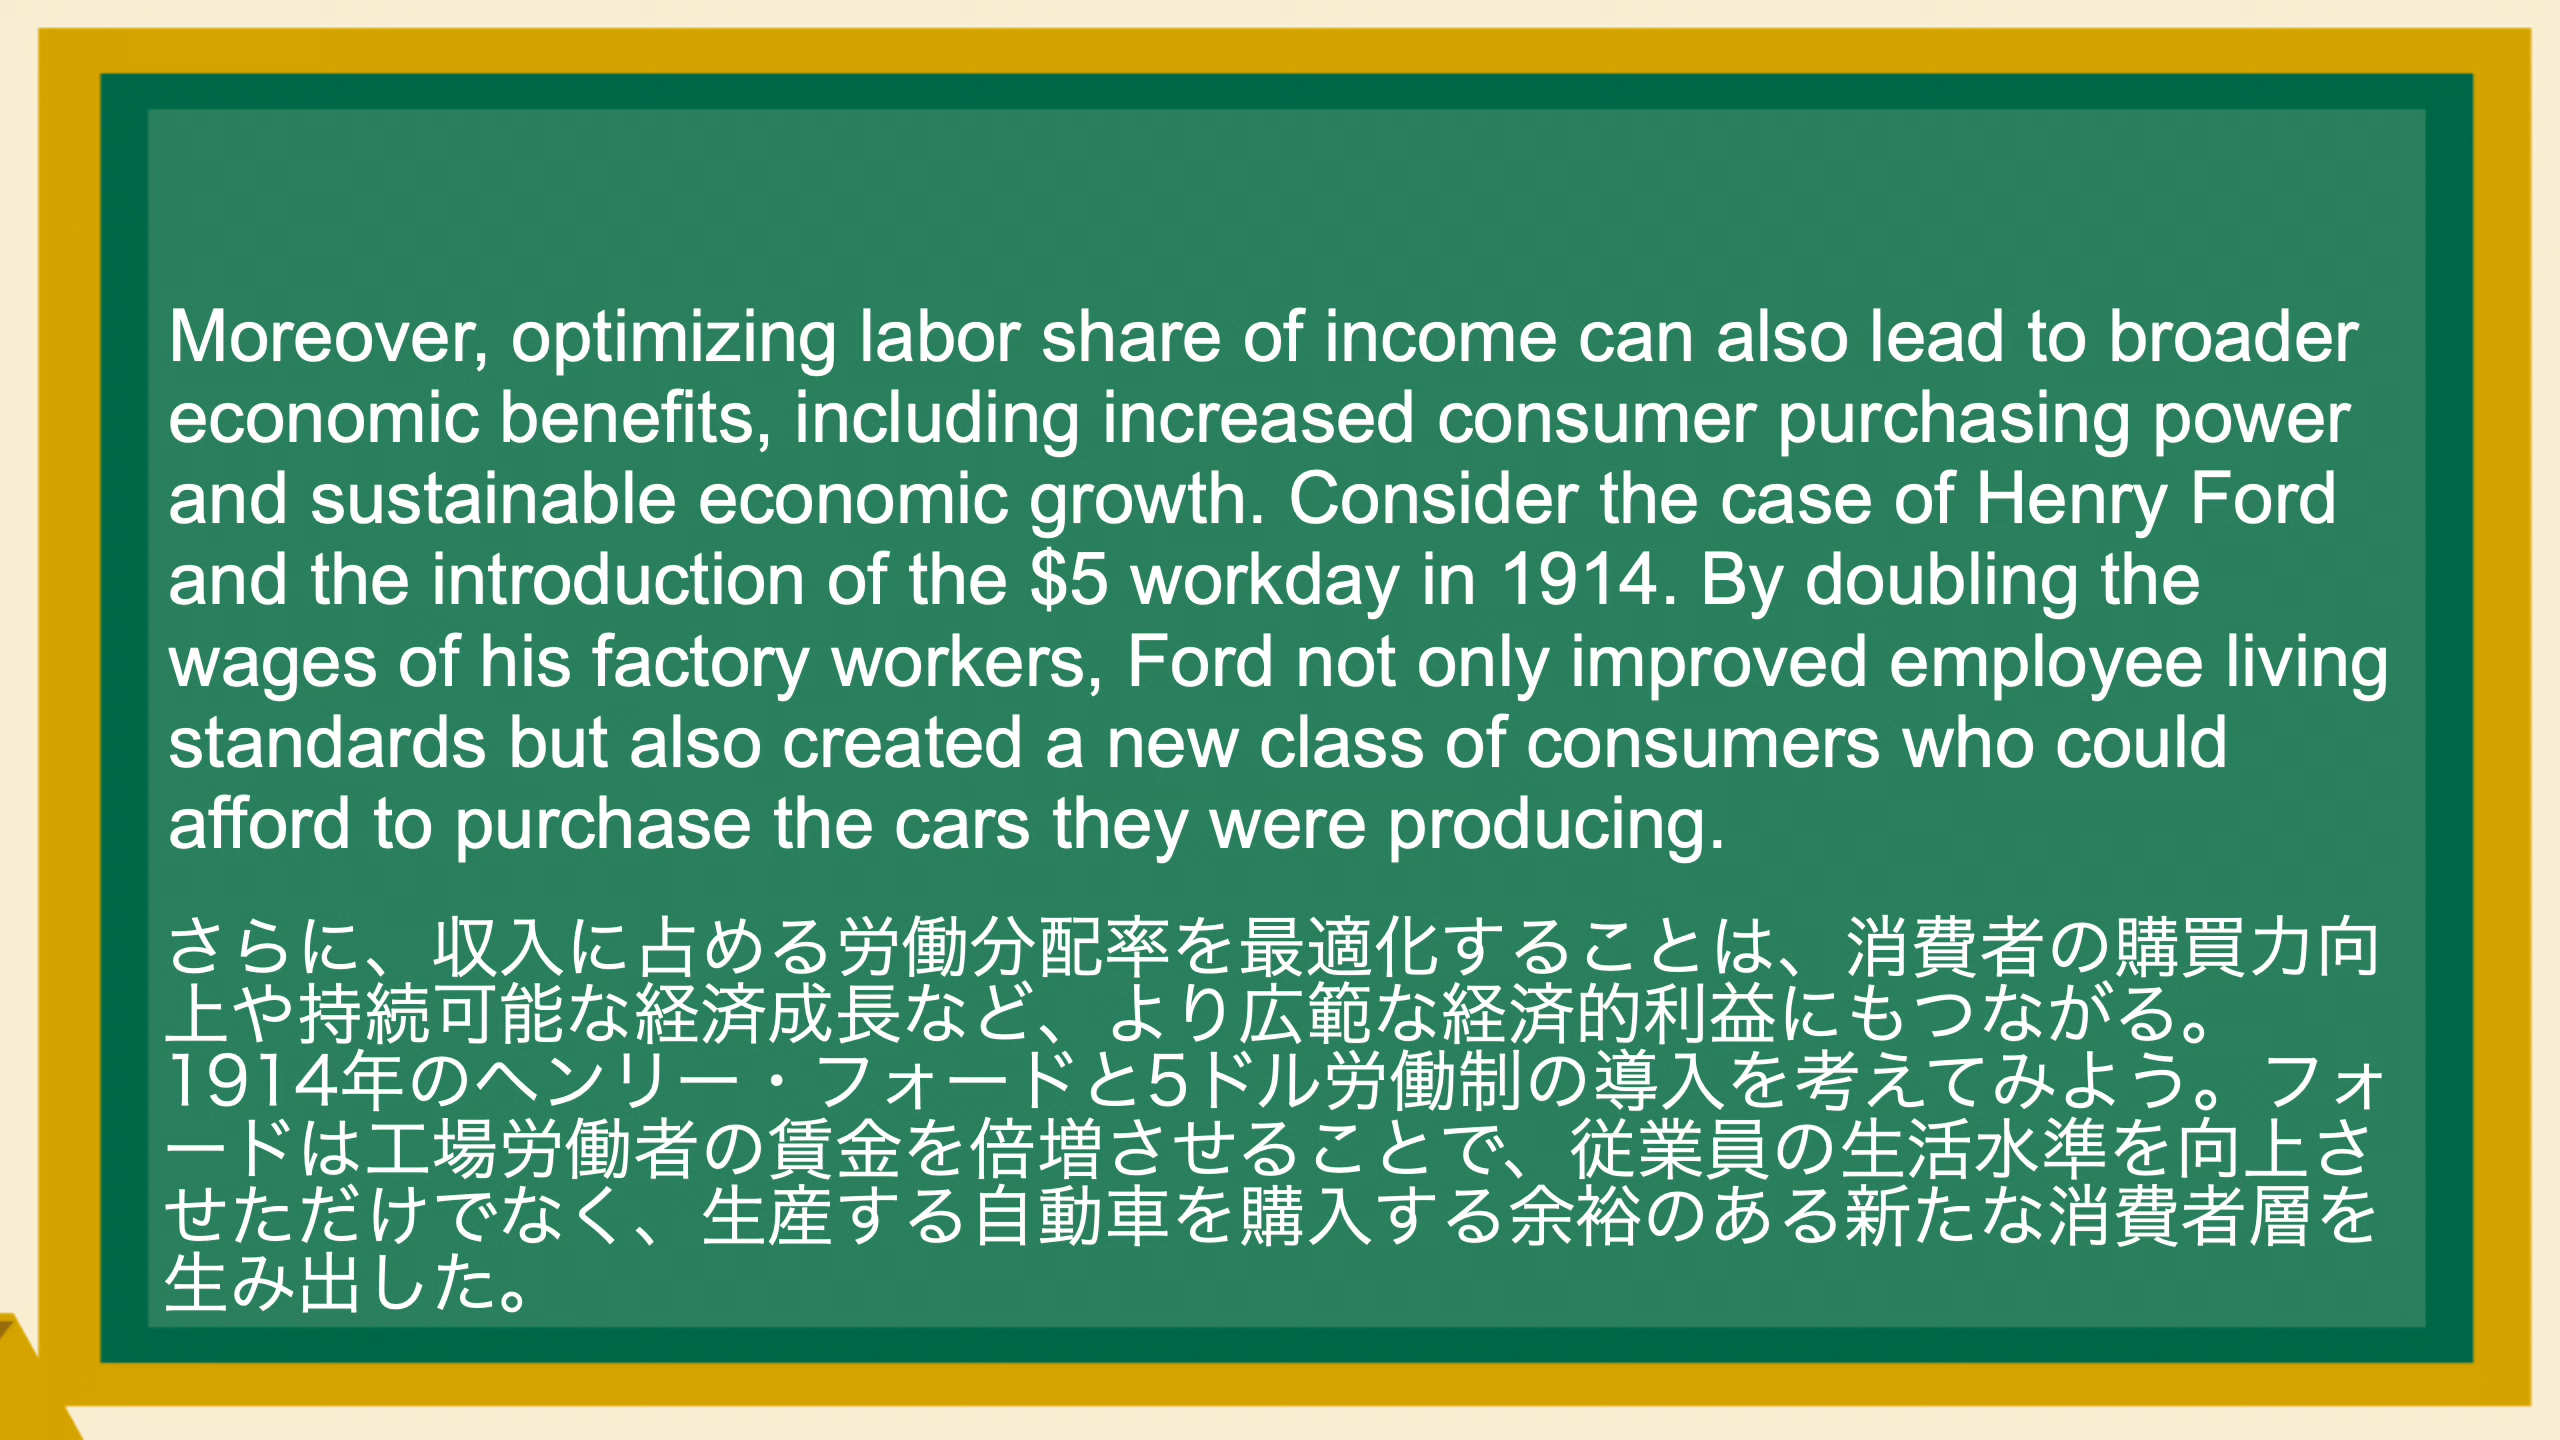 Moreover, optimizing labor share of income can also lead to broader
economic benefits, including increased consumer purchasing power
and sustainable economic growth. Consider the case of Henry Ford
and the introduction of the $5 workday in 1914. By doubling the
wages of his factory workers, Ford not only improved employee living
standards but also created a new class of consumers who could
afford to purchase the cars they were producing.
さらに、収入に占める労働分配率を最適化することは、消費者の購買力向
上や持続可能な経済成長など、より広範な経済的利益にもつながる。
1914年のヘンリー・フォードと5ドル労働制の導入を考えてみよう。フォ
ードは工場労働者の賃金を倍増させることで、従業員の生活水準を向上さ
せただけでなく、生産する自動車を購入する余裕のある新たな消費者層を
生み出した。